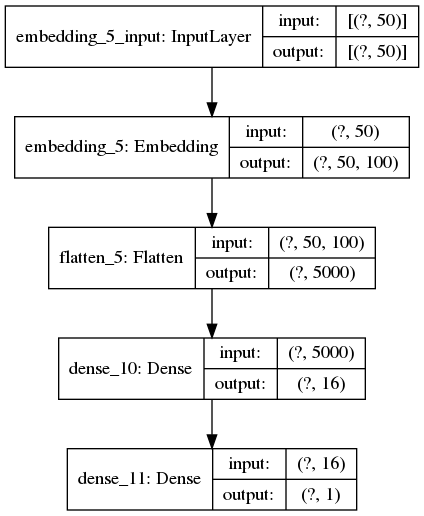 embedding_5_input: InputLayer
input: [(?, 50)]
output: [(?, 50)]
embedding_5: Embedding
input: (?, 50)
output: (?, 50, 100)
flatten_5: Flatten
input: (?, 50, 100)
output: (?, 5000)
dense_10: Dense
input: (?, 5000)
output: (?, 16)
dense_11: Dense
input: (?, 16)
output: (?, 1)